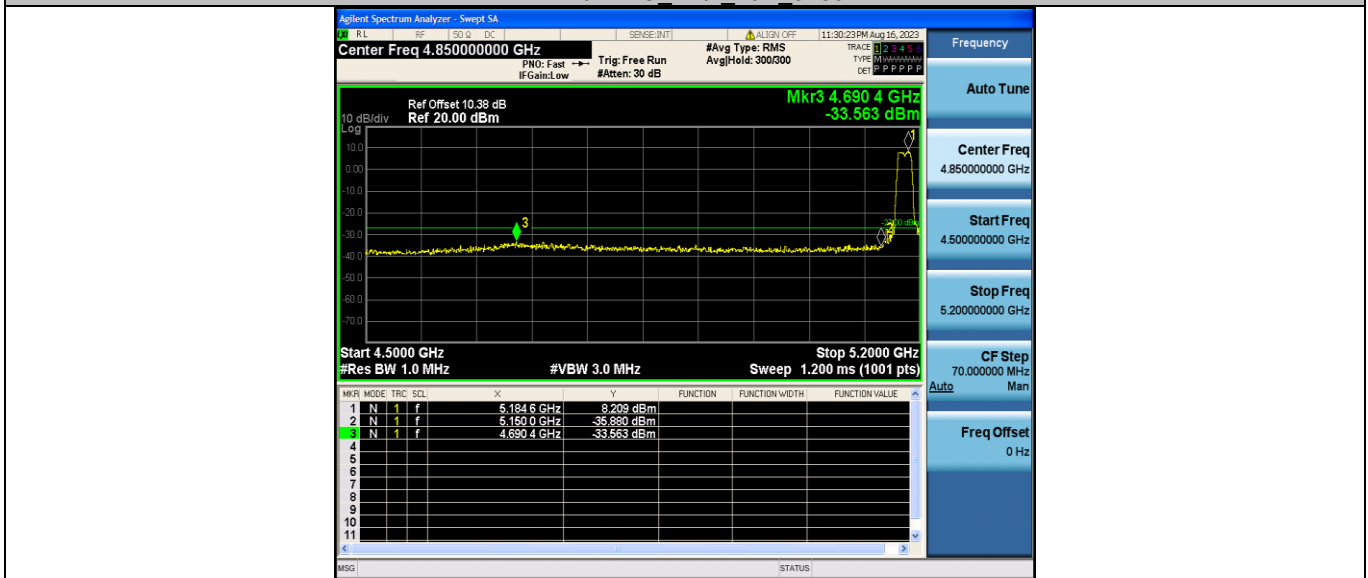 Agilent Spectrum Analyzer - Swept SA
RL RF 50 Ω DC SENSE:INT ALIGN OFF 11:30:23 PM Aug 16, 2023
Center Freq 4.850000000 GHz
PNO: Fast
IFGain:Low
Trig: Free Run
#Atten: 30 dB
#Avg Type: RMS
Avg|Hold: 300/300
TRACE 1 2 3 4 5 6
TYPE M
DET P P P P P P
Ref Offset 10.38 dB
Ref 20.00 dBm
10 dB/div
Log
Mkr3 4.690 4 GHz
-33.563 dBm
10.0
0.00
-10.0
-20.0
-30.0
-40.0
-50.0
-60.0
-70.0
1
3
Start 4.5000 GHz
Stop 5.2000 GHz
#Res BW 1.0 MHz
#VBW 3.0 MHz
Sweep 1.200 ms (1001 pts)
MKR MODE TRC SCL X Y FUNCTION FUNCTION WIDTH FUNCTION VALUE
1 N 1 f 5.184 6 GHz 8.209 dBm
2 N 1 f 5.150 0 GHz -35.880 dBm
3 N 1 f 4.690 4 GHz -33.563 dBm
4
5
6
7
8
9
10
11
MSG
STATUS
Frequency
Auto Tune
Center Freq
4.850000000 GHz
Start Freq
4.500000000 GHz
Stop Freq
5.200000000 GHz
CF Step
70.000000 MHz
Auto Man
Freq Offset
0 Hz